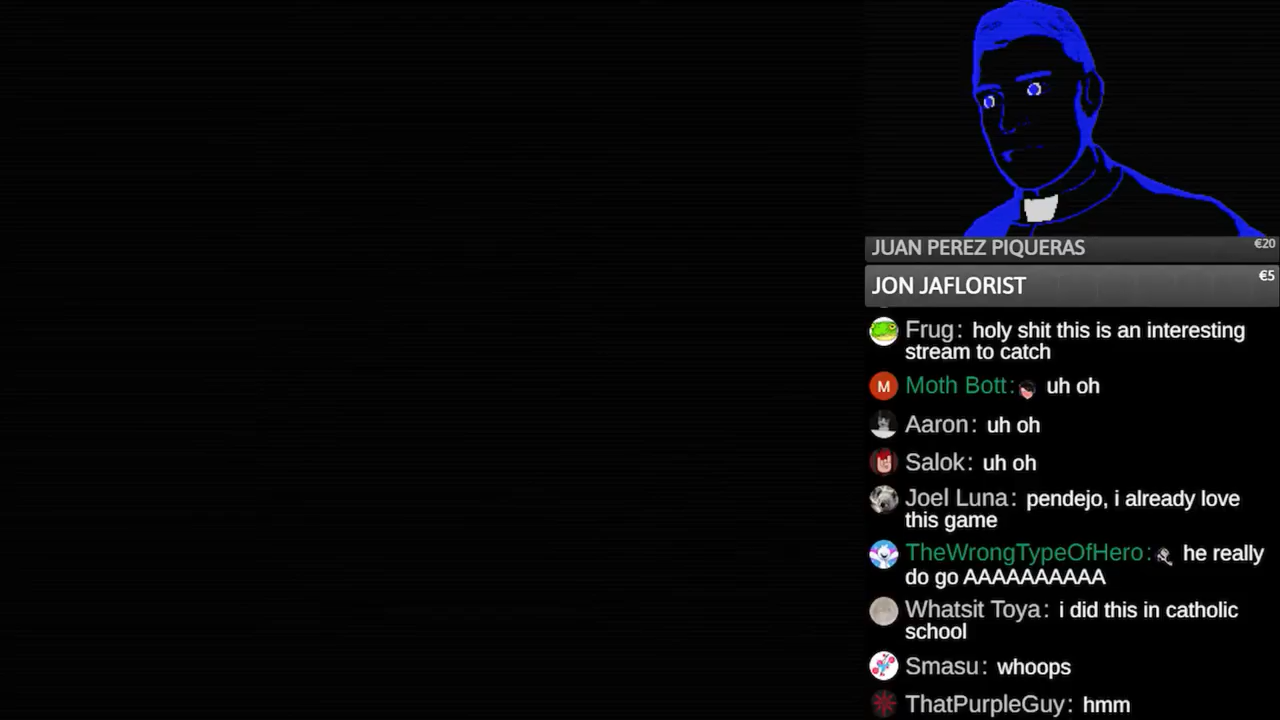 JUAN PEREZ PIQUERAS €20
JON JAFLORIST €5
Frug: holy shit this is an interesting
stream to catch
M Moth Bott: uh oh
Aaron: uh oh
Salok: uh oh
Joel Luna: pendejo, i already love
this game
TheWrongTypeOfHero: he really
do go AAAAAAAAAA
Whatsit Toya: i did this in catholic
school
Smasu: whoops
ThatPurpleGuy: hmm